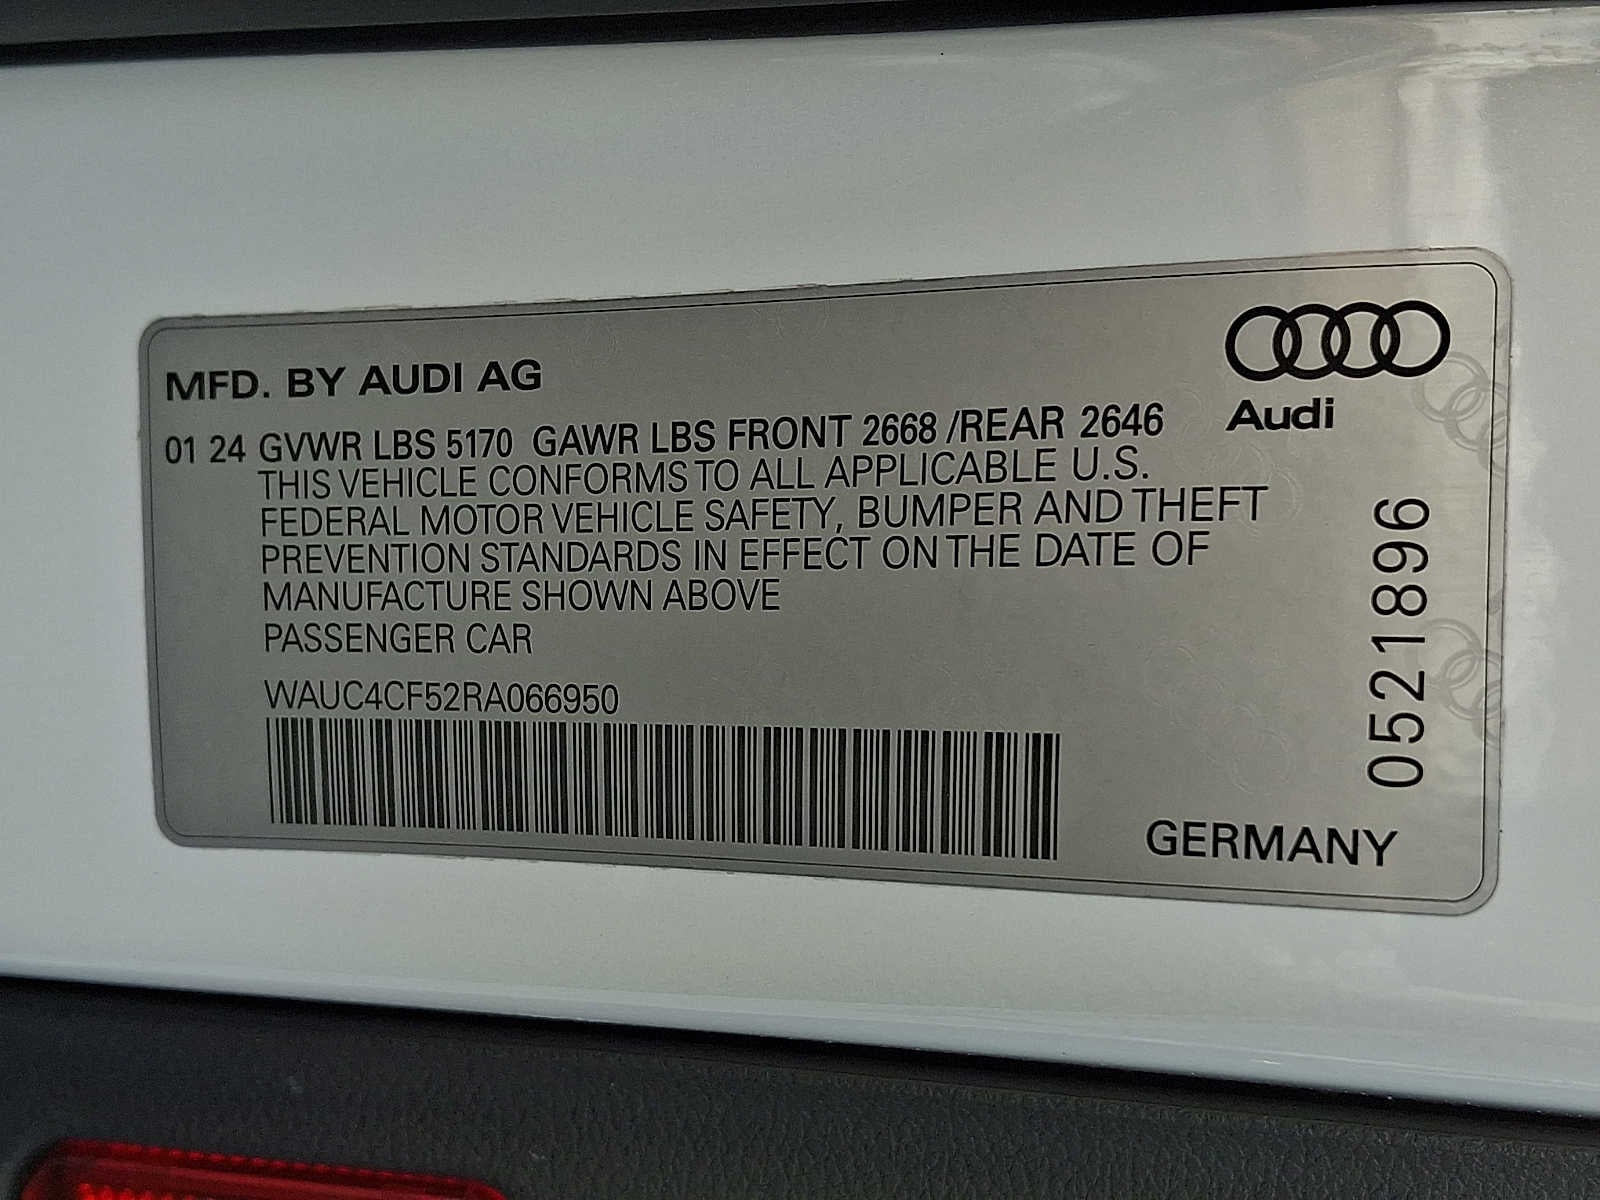 MFD. BY AUDI AG
Audi
01 24 GVWR LBS 5170 GAWR LBS FRONT 2668 /REAR 2646
THIS VEHICLE CONFORMS TO ALL APPLICABLE U.S.
FEDERAL MOTOR VEHICLE SAFETY, BUMPER AND THEFT
PREVENTION STANDARDS IN EFFECT ON THE DATE OF
MANUFACTURE SHOWN ABOVE
PASSENGER CAR
WAUC4CF52RA066950
0521896
GERMANY